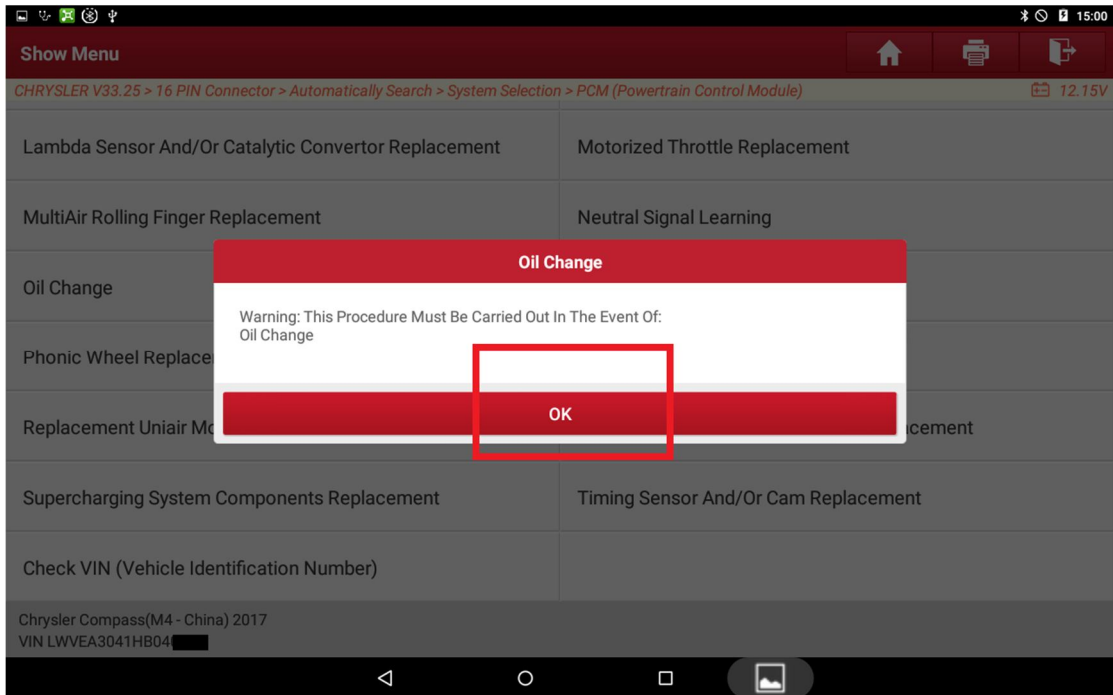 15:00
Show Menu
CHRYSLER V33.25 > 16 PIN Connector > Automatically Search > System Selection > PCM (Powertrain Control Module)
12.15V
Lambda Sensor And/Or Catalytic Convertor Replacement
Motorized Throttle Replacement
MultiAir Rolling Finger Replacement
Neutral Signal Learning
Oil Change
Oil Change
Warning: This Procedure Must Be Carried Out In The Event Of:
Oil Change
Phonic Wheel
OK
Replacement Uniair
Supercharging System Components Replacement
Timing Sensor And/Or Cam Replacement
Check VIN (Vehicle Identification Number)
Chrysler Compass(M4 - China) 2017
VIN LWVEA3041HB04